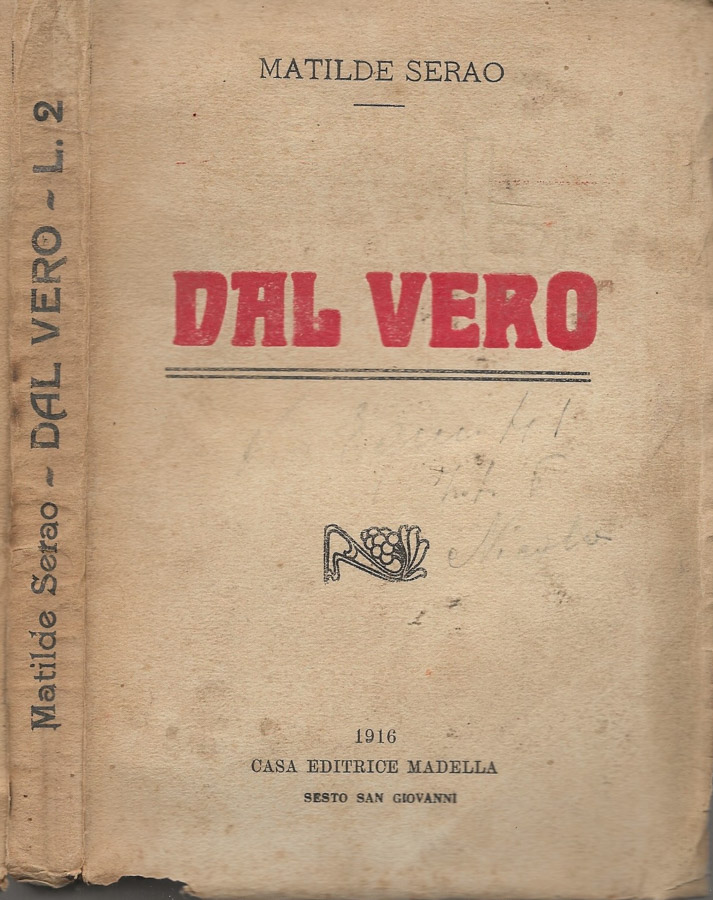 Matilde Serao ~ DAL VERO ~ L. 2
MATILDE SERAO
DAL VERO
1916
CASA EDITRICE MADELLA
SESTO SAN GIOVANNI